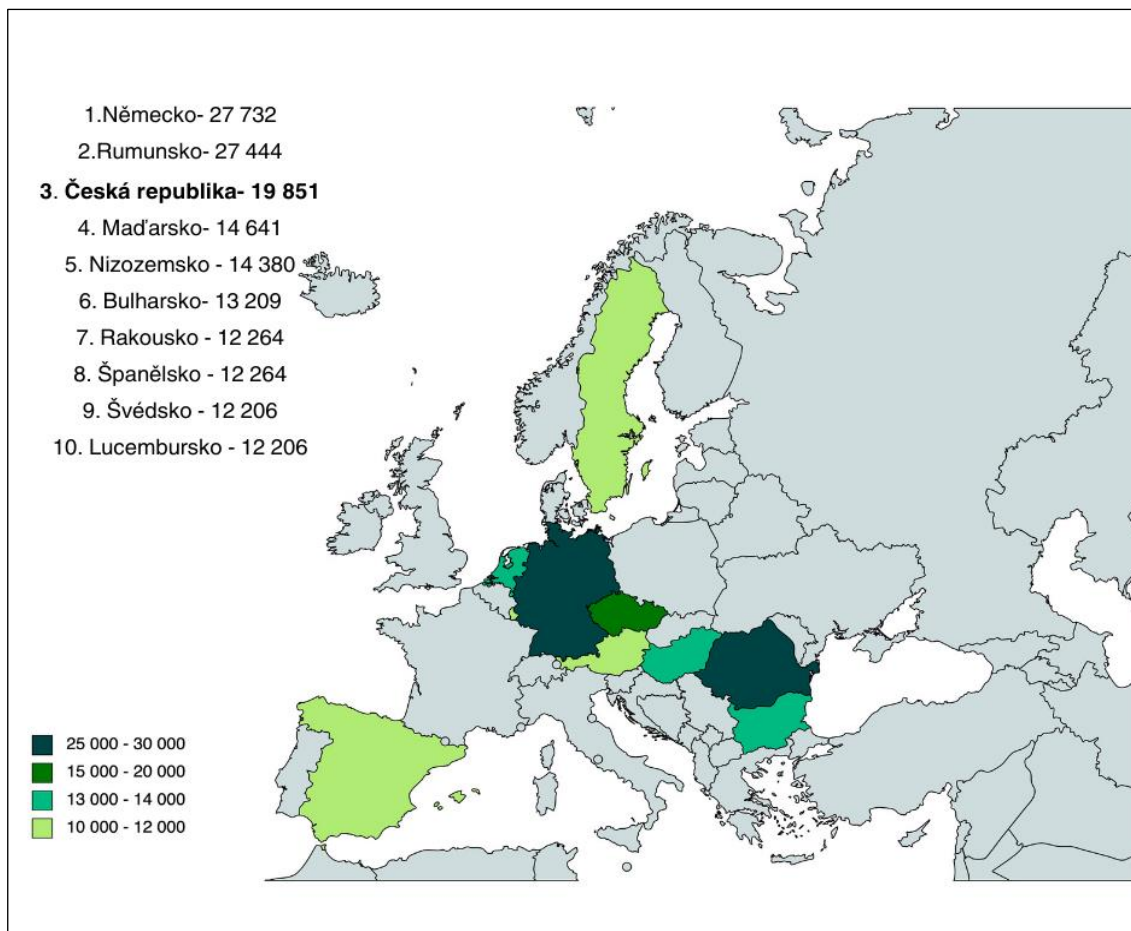 1.Německo- 27 732
2.Rumunsko- 27 444
3. Česká republika- 19 851
4. Maďarsko- 14 641
5. Nizozemsko - 14 380
6. Bulharsko- 13 209
7. Rakousko - 12 264
8. Španělsko - 12 264
9. Švédsko - 12 206
10. Lucembursko - 12 206
25 000 - 30 000
15 000 - 20 000
13 000 - 14 000
10 000 - 12 000